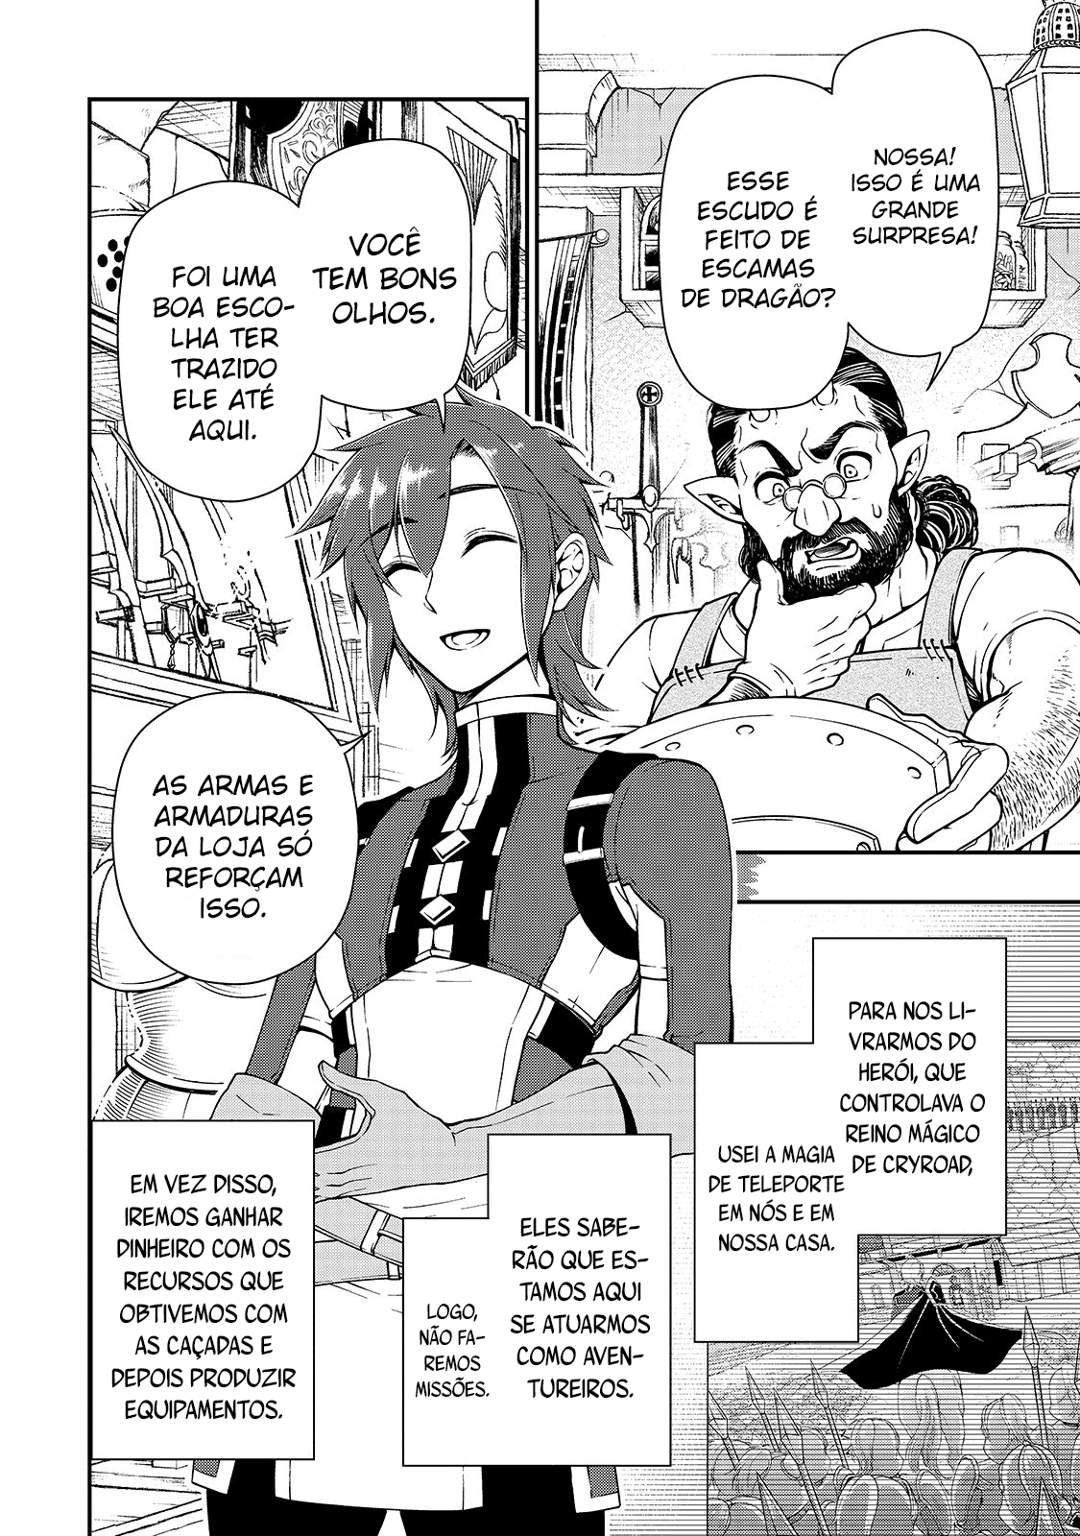 NOSSA!
ISSO É UMA
GRANDE
SURPRESA!
ESSE
ESCUDO É
FEITO DE
ESCAMAS
DE DRAGÃO?
VOCÊ
TEM BONS
OLHOS.
FOI UMA
BOA ESCO-
LHA TER
TRAZIDO
ELE ATÉ
AQUI.
AS ARMAS E
ARMADURAS
DA LOJA SÓ
REFORÇAM
ISSO.
PARA NOS LI-
VRARMOS DO
HERÓI, QUE
CONTROLAVA O
REINO MÁGICO
DE CRYROAD,
USEI A MAGIA
DE TELEPORTE
EM NÓS E EM
NOSSA CASA.
ELES SABE-
RÃO QUE ES-
TAMOS AQUI
SE ATUARMOS
COMO AVEN-
TUREIROS.
LOGO,
NÃO FA-
REMOS
MISSÕES.
EM VEZ DISSO,
IREMOS GANHAR
DINHEIRO COM OS
RECURSOS QUE
OBTIVEMOS COM
AS CAÇADAS E
DEPOIS PRODUZIR
EQUIPAMENTOS.